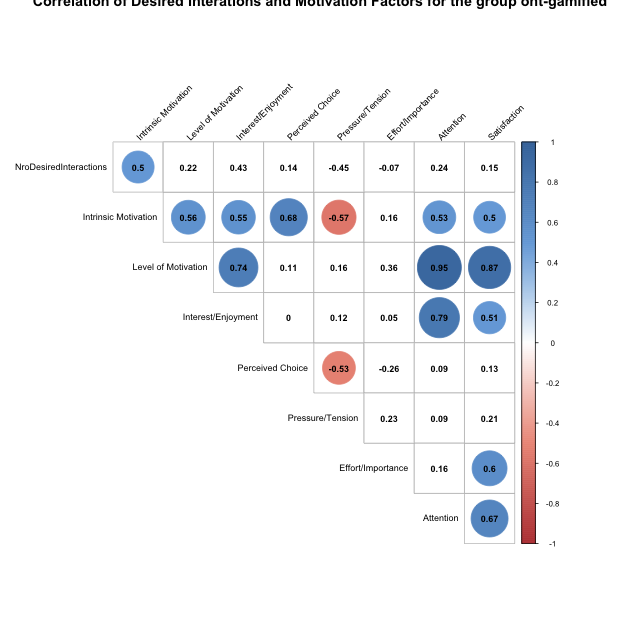 Correlation of Desired Interations and Motivation Factors for the group ont-gamified
Intrinsic Motivation
Level of Motivation
Interest/Enjoyment
Perceived Choice
Pressure/Tension
Effort/Importance
Attention
Satisfaction
NroDesiredInteractions 0.5 0.22 0.43 0.14 -0.45 -0.07 0.24 0.15
Intrinsic Motivation 0.56 0.55 0.68 -0.57 0.16 0.53 0.5
Level of Motivation 0.74 0.11 0.16 0.36 0.95 0.87
Interest/Enjoyment 0 0.12 0.05 0.79 0.51
Perceived Choice -0.53 -0.26 0.09 0.13
Pressure/Tension 0.23 0.09 0.21
Effort/Importance 0.16 0.6
Attention 0.67
1
0.8
0.6
0.4
0.2
0
-0.2
-0.4
-0.6
-0.8
-1